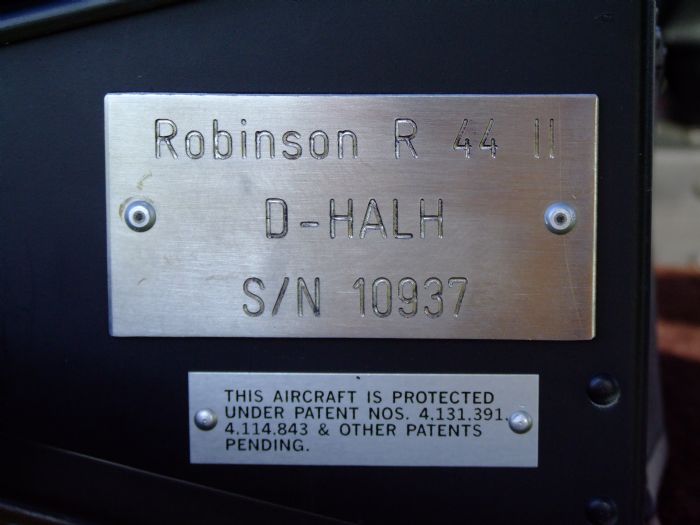 Robinson R 44 II
D-HALH
S/N 10937
THIS AIRCRAFT IS PROTECTED
UNDER PATENT NOS. 4,131,391,
4,114,843 & OTHER PATENTS
PENDING.